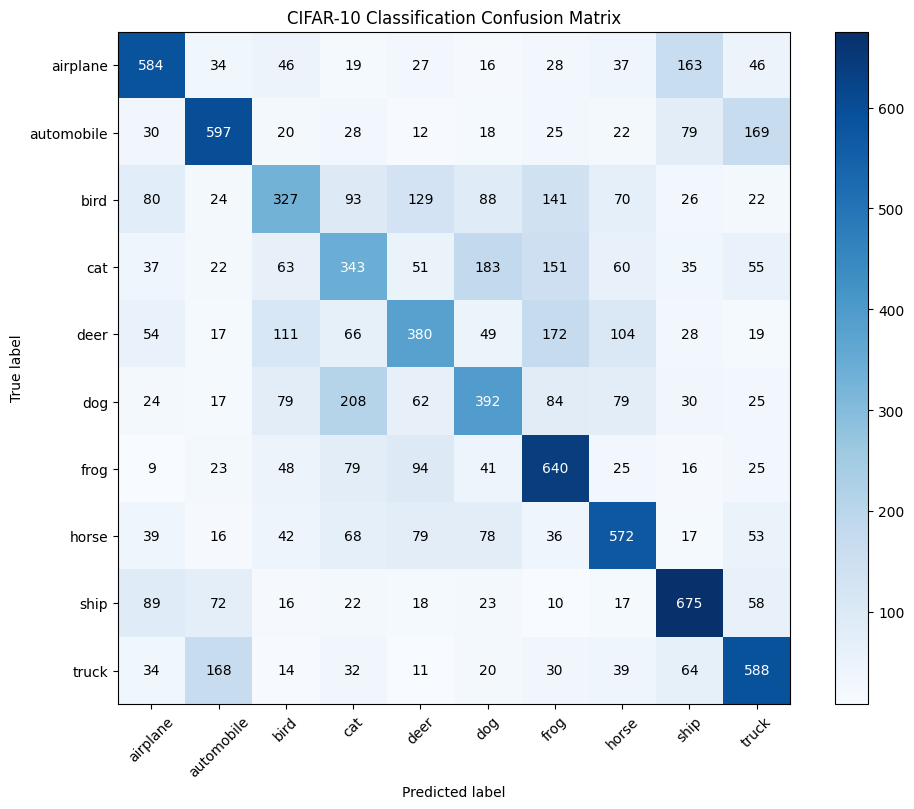 CIFAR-10 Classification Confusion Matrix
airplane 584 34 46 19 27 16 28 37 163 46
automobile 30 597 20 28 12 18 25 22 79 169
bird 80 24 327 93 129 88 141 70 26 22
cat 37 22 63 343 51 183 151 60 35 55
deer 54 17 111 66 380 49 172 104 28 19
dog 24 17 79 208 62 392 84 79 30 25
frog 9 23 48 79 94 41 640 25 16 25
horse 39 16 42 68 79 78 36 572 17 53
ship 89 72 16 22 18 23 10 17 675 58
truck 34 168 14 32 11 20 30 39 64 588
airplane automobile bird cat deer dog frog horse ship truck
Predicted label
True label
600
500
400
300
200
100